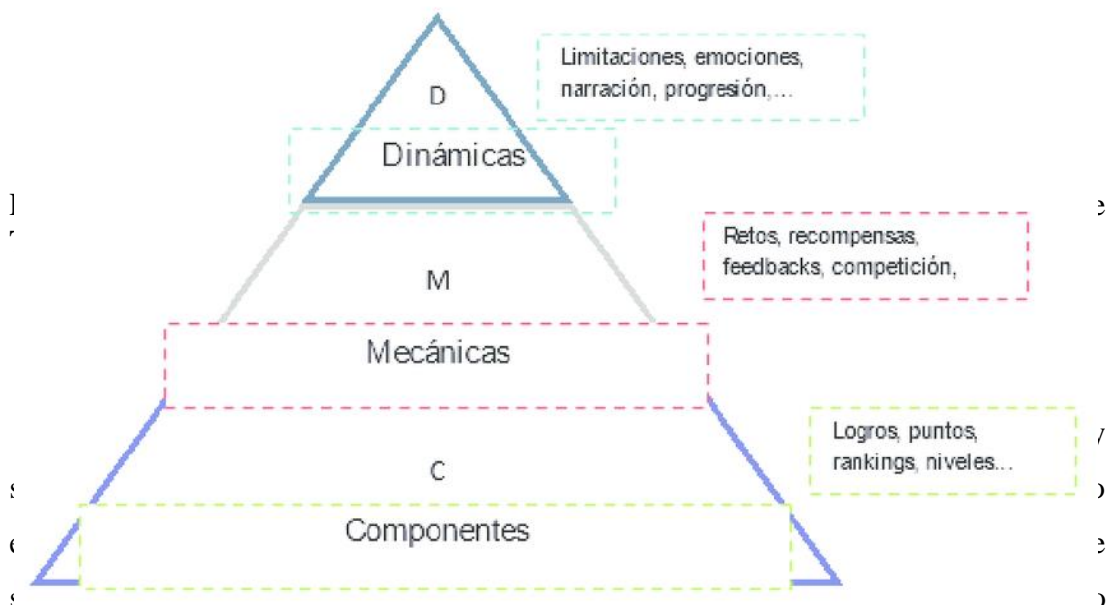 D
Dinámicas
Limitaciones, emociones,
narración, progresión,...
M
Mecánicas
Retos, recompensas,
feedbacks, competición,
C
Componentes
Logros, puntos,
rankings, niveles...